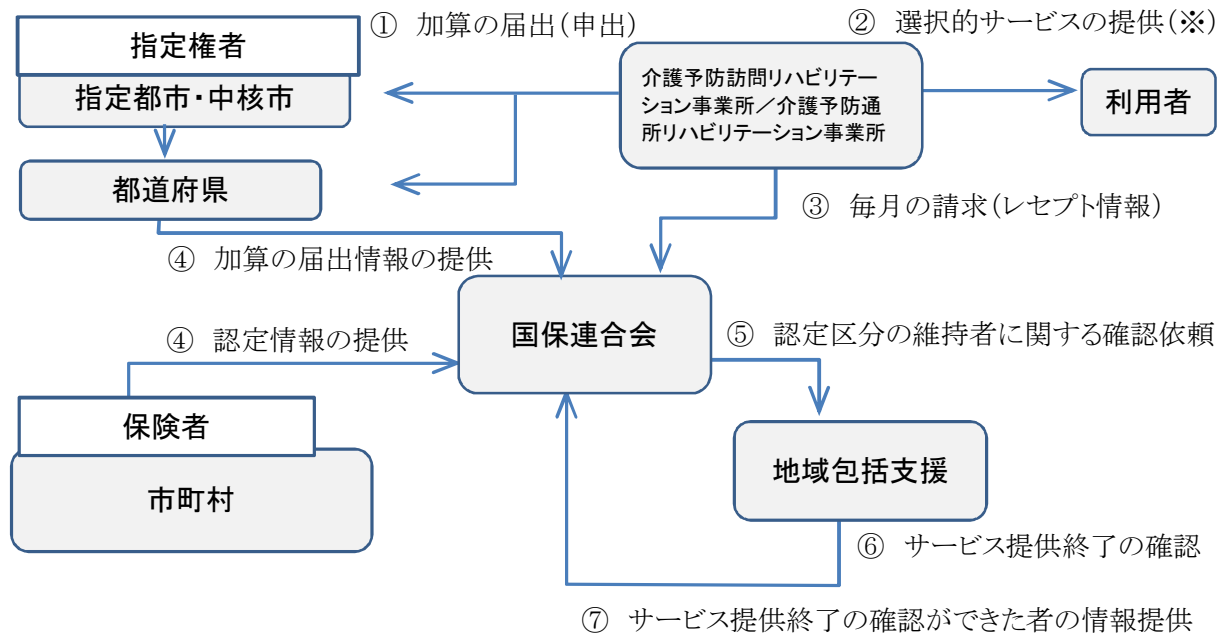 ① 加算の届出(申出)
② 選択的サービスの提供(※)
指定権者
指定都市・中核市
介護予防訪問リハビリテー
ション事業所／介護予防通
所リハビリテーション事業所
利用者
都道府県
③ 毎月の請求(レセプト情報)
④ 加算の届出情報の提供
国保連合会
④ 認定情報の提供
⑤ 認定区分の維持者に関する確認依頼
保険者
市町村
地域包括支援
⑥ サービス提供終了の確認
⑦ サービス提供終了の確認ができた者の情報提供